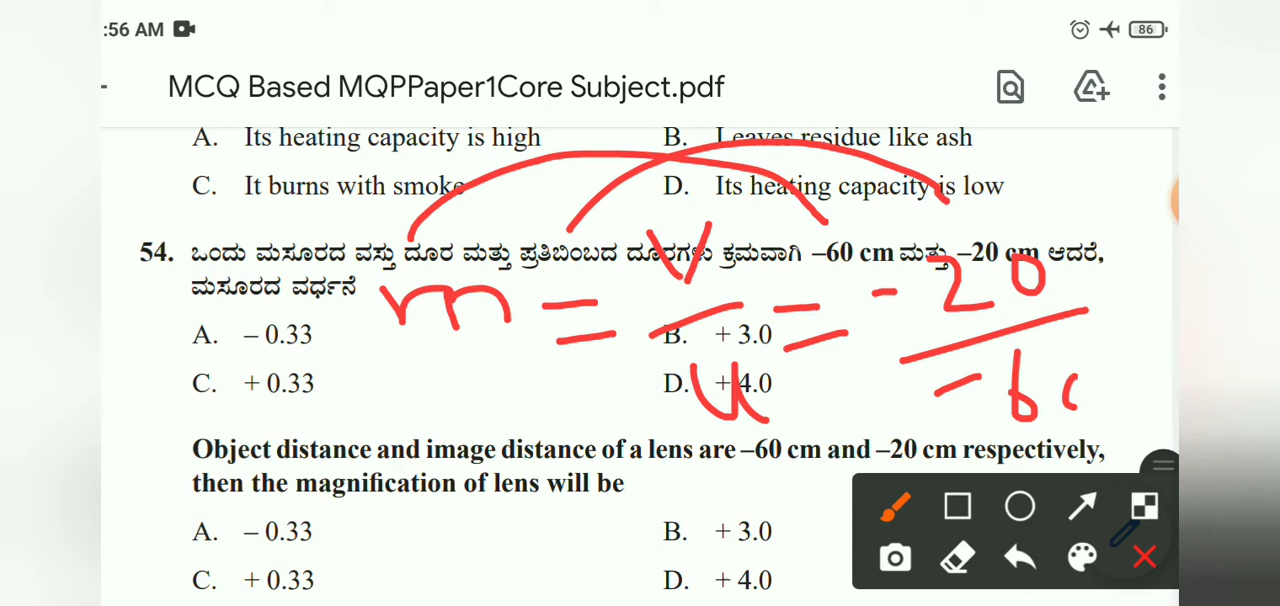 :56 AM 86
MCQ Based MQPPaper1Core Subject.pdf
A. Its heating capacity is high B. Leaves residue like ash
C. It burns with smoke D. Its heating capacity is low
54. ಒಂದು ಮಸೂರದ ವಸ್ತು ದೂರ ಮತ್ತು ಪ್ರತಿಬಿಂಬದ ದೂರಗಳು ಕ್ರಮವಾಗಿ –60 cm ಮತ್ತು –20 cm ಆದರೆ,
ಮಸೂರದ ವರ್ಧನೆ
m = v/u = -20/-60
A. – 0.33 B. + 3.0
C. + 0.33 D. + 4.0
Object distance and image distance of a lens are –60 cm and –20 cm respectively,
then the magnification of lens will be
A. – 0.33 B. + 3.0
C. + 0.33 D. + 4.0